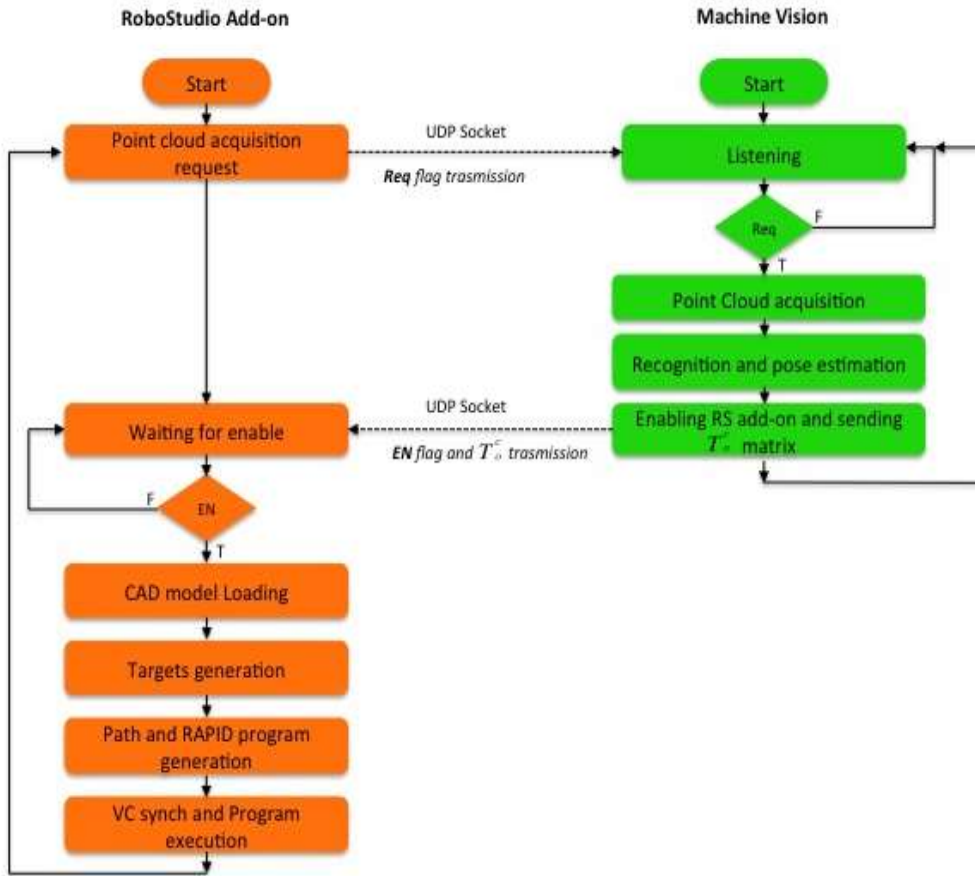 RoboStudio Add-on
Machine Vision
Start
Start
Point cloud acquisition
request
UDP Socket
Req flag trasmission
Listening
Req
F
T
Point Cloud acquisition
Recognition and pose estimation
Enabling RS add-on and sending
T_o^c matrix
UDP Socket
EN flag and T_o^c trasmission
Waiting for enable
EN
F
T
CAD model Loading
Targets generation
Path and RAPID program
generation
VC synch and Program
execution